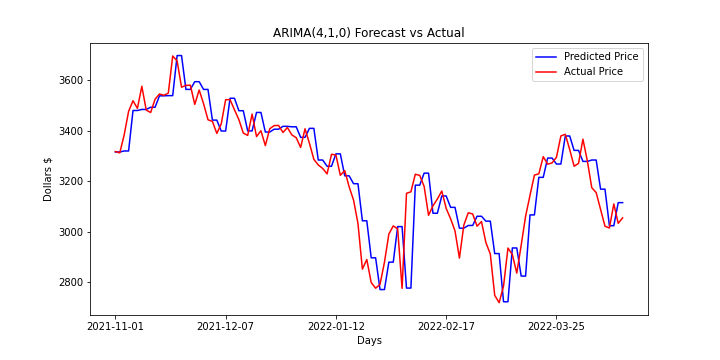 ARIMA(4,1,0) Forecast vs Actual
Predicted Price
Actual Price
3600
3400
3200
3000
2800
Dollars $
2021-11-01 2021-12-07 2022-01-12 2022-02-17 2022-03-25
Days